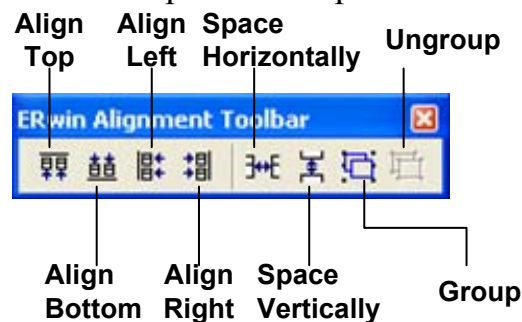 Align Top
Align Left
Space Horizontally
Ungroup
ERwin Alignment Toolbar
Align Bottom
Align Right
Space Vertically
Group